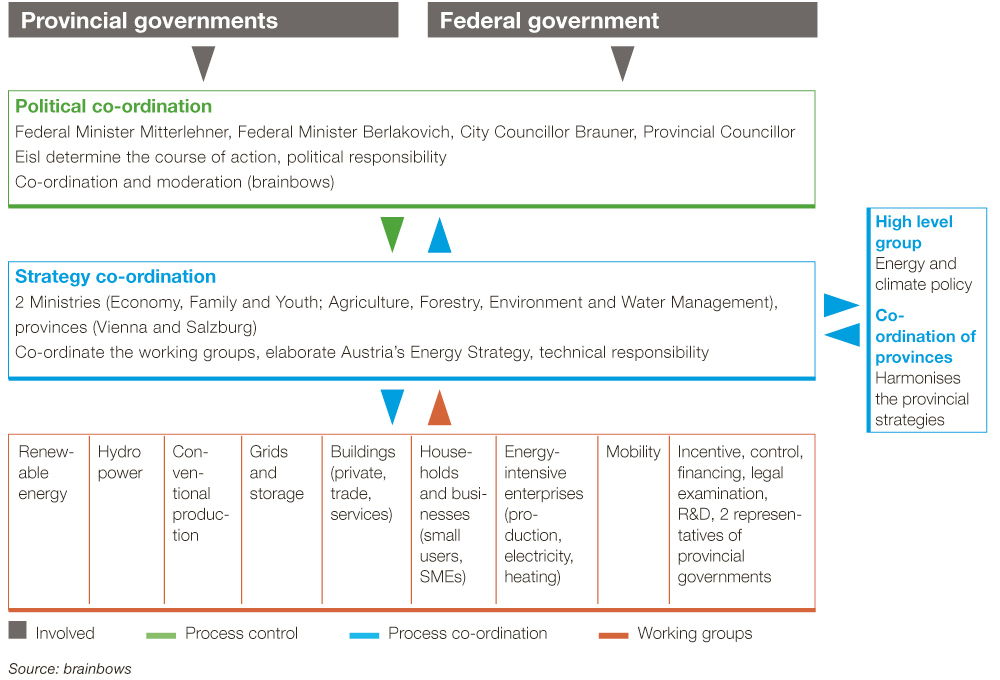 Provincial governments
Federal government
Political co-ordination
Federal Minister Mitterlehner, Federal Minister Berlakovich, City Councillor Brauner, Provincial Councillor
Eisl determine the course of action, political responsibility
Co-ordination and moderation (brainbows)
Strategy co-ordination
2 Ministries (Economy, Family and Youth; Agriculture, Forestry, Environment and Water Management),
provinces (Vienna and Salzburg)
Co-ordinate the working groups, elaborate Austria's Energy Strategy, technical responsibility
High level
group
Energy and
climate policy
Co-
ordination of
provinces
Harmonises
the provincial
strategies
Renew-
able
energy
Hydro
power
Con-
ven-
tional
produc-
tion
Grids
and
storage
Buildings
(private,
trade,
services)
House-
holds
and busi-
nesses
(small
users,
SMEs)
Energy-
intensive
enterprises
(pro-
duction,
electricity,
heating)
Mobility
Incentive, control,
financing, legal
examination,
R&D, 2 represen-
tatives of
provincial
governments
Involved
Process control
Process co-ordination
Working groups
Source: brainbows